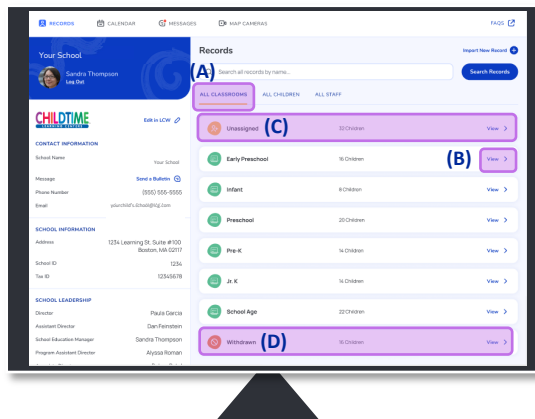 RECORDS CALENDAR MESSAGES MAP CAMERAS FAQS
Your School
Sandra Thompson
Log Out
CHILDTIME
LEARNING CENTERS
Edit in LCW
CONTACT INFORMATION
School Name Your School
Message Send a Bulletin
Phone Number (555) 555-5555
Email yourchild's.School@lcg.com
SCHOOL INFORMATION
Address 1234 Learning St. Suite #100
Boston, MA 02117
School ID 1234
Tax ID 12345678
SCHOOL LEADERSHIP
Director Paula Garcia
Assistant Director Dan Feinstein
School Education Manager Sandra Thompson
Program Assistant Director Alyssa Roman
Records Import New Record
(A) Search all records by name... Search Records
ALL CLASSROOMS ALL CHILDREN ALL STAFF
Unassigned (C) 32 Children View
Early Preschool 16 Children (B) View
Infant 8 Children View
Preschool 20 Children View
Pre-K 14 Children View
Jr. K 14 Children View
School Age 22 Children View
Withdrawn (D) 15 Children View